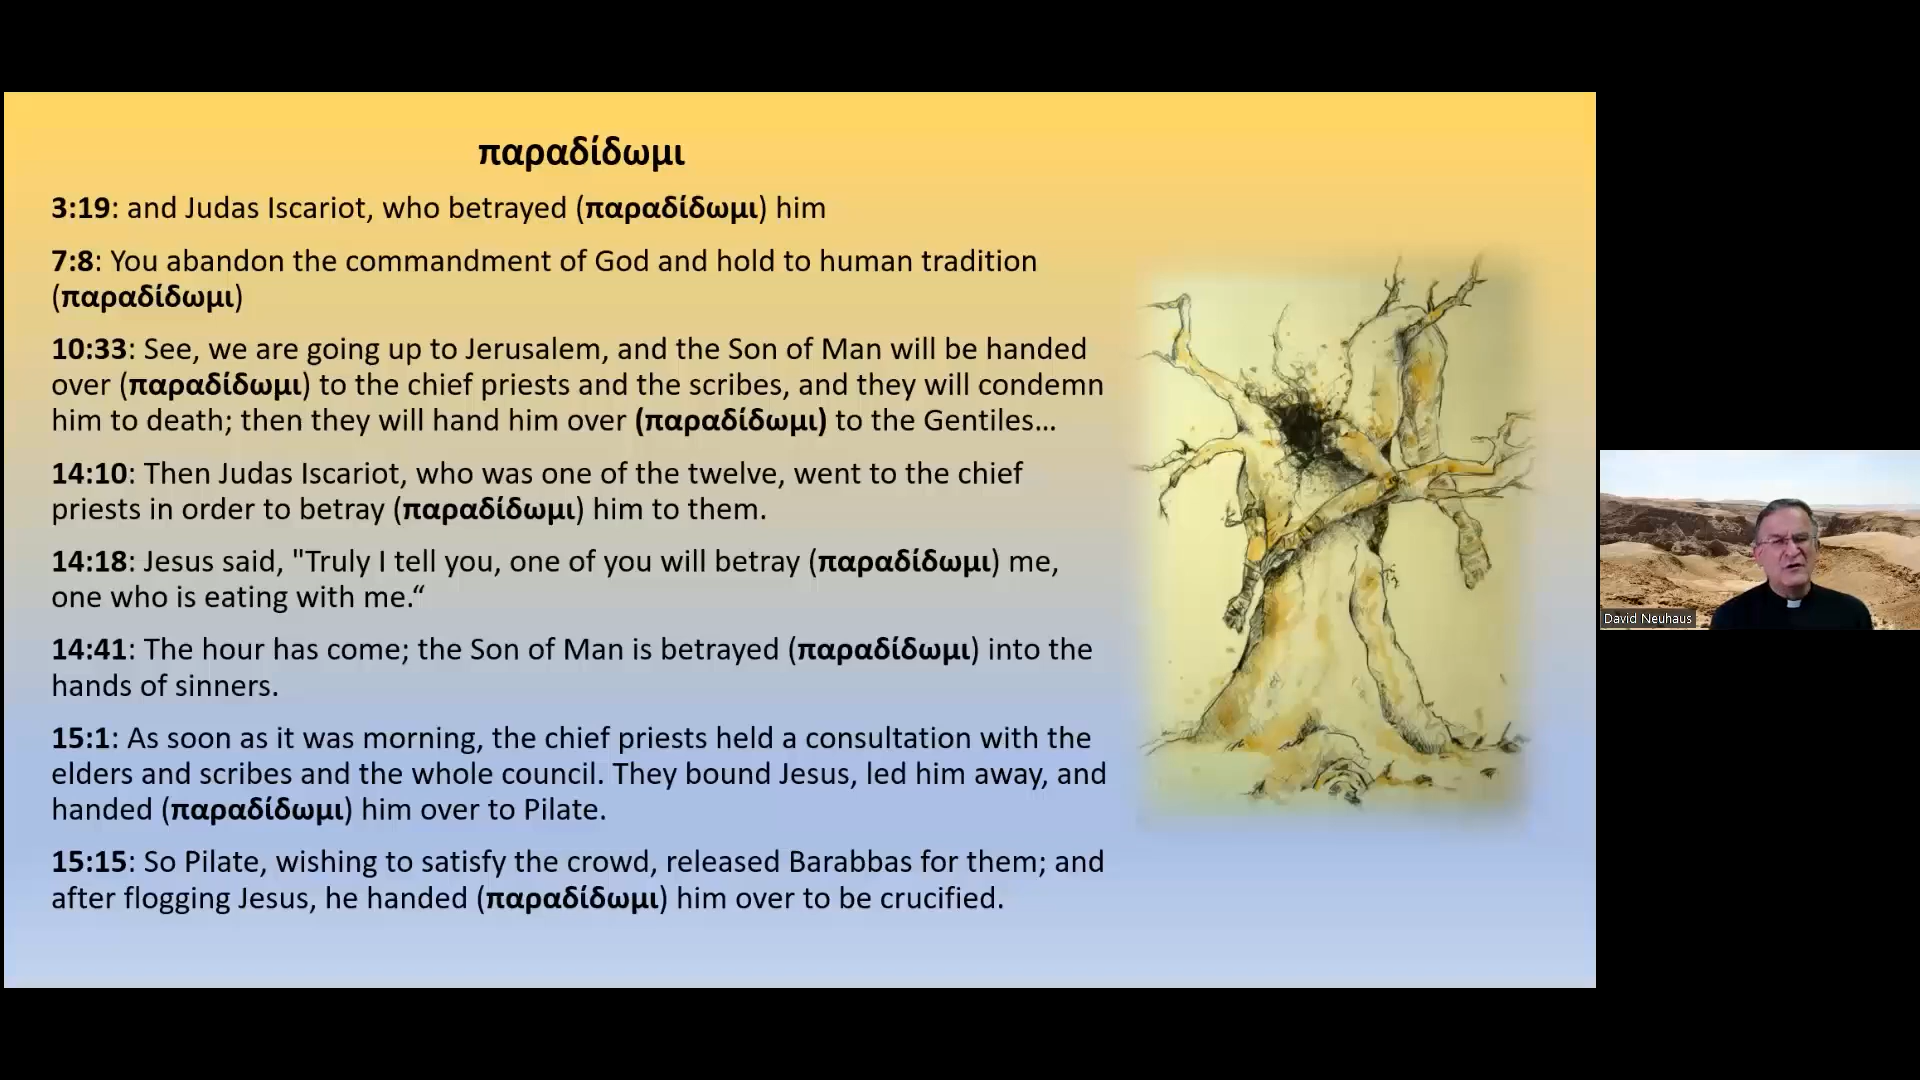 παραδίδωμι
3:19: and Judas Iscariot, who betrayed (παραδίδωμι) him
7:8: You abandon the commandment of God and hold to human tradition
(παραδίδωμι)
10:33: See, we are going up to Jerusalem, and the Son of Man will be handed
over (παραδίδωμι) to the chief priests and the scribes, and they will condemn
him to death; then they will hand him over (παραδίδωμι) to the Gentiles…
14:10: Then Judas Iscariot, who was one of the twelve, went to the chief
priests in order to betray (παραδίδωμι) him to them.
14:18: Jesus said, "Truly I tell you, one of you will betray (παραδίδωμι) me,
one who is eating with me.“
14:41: The hour has come; the Son of Man is betrayed (παραδίδωμι) into the
hands of sinners.
15:1: As soon as it was morning, the chief priests held a consultation with the
elders and scribes and the whole council. They bound Jesus, led him away, and
handed (παραδίδωμι) him over to Pilate.
15:15: So Pilate, wishing to satisfy the crowd, released Barabbas for them; and
after flogging Jesus, he handed (παραδίδωμι) him over to be crucified.
David Neuhaus